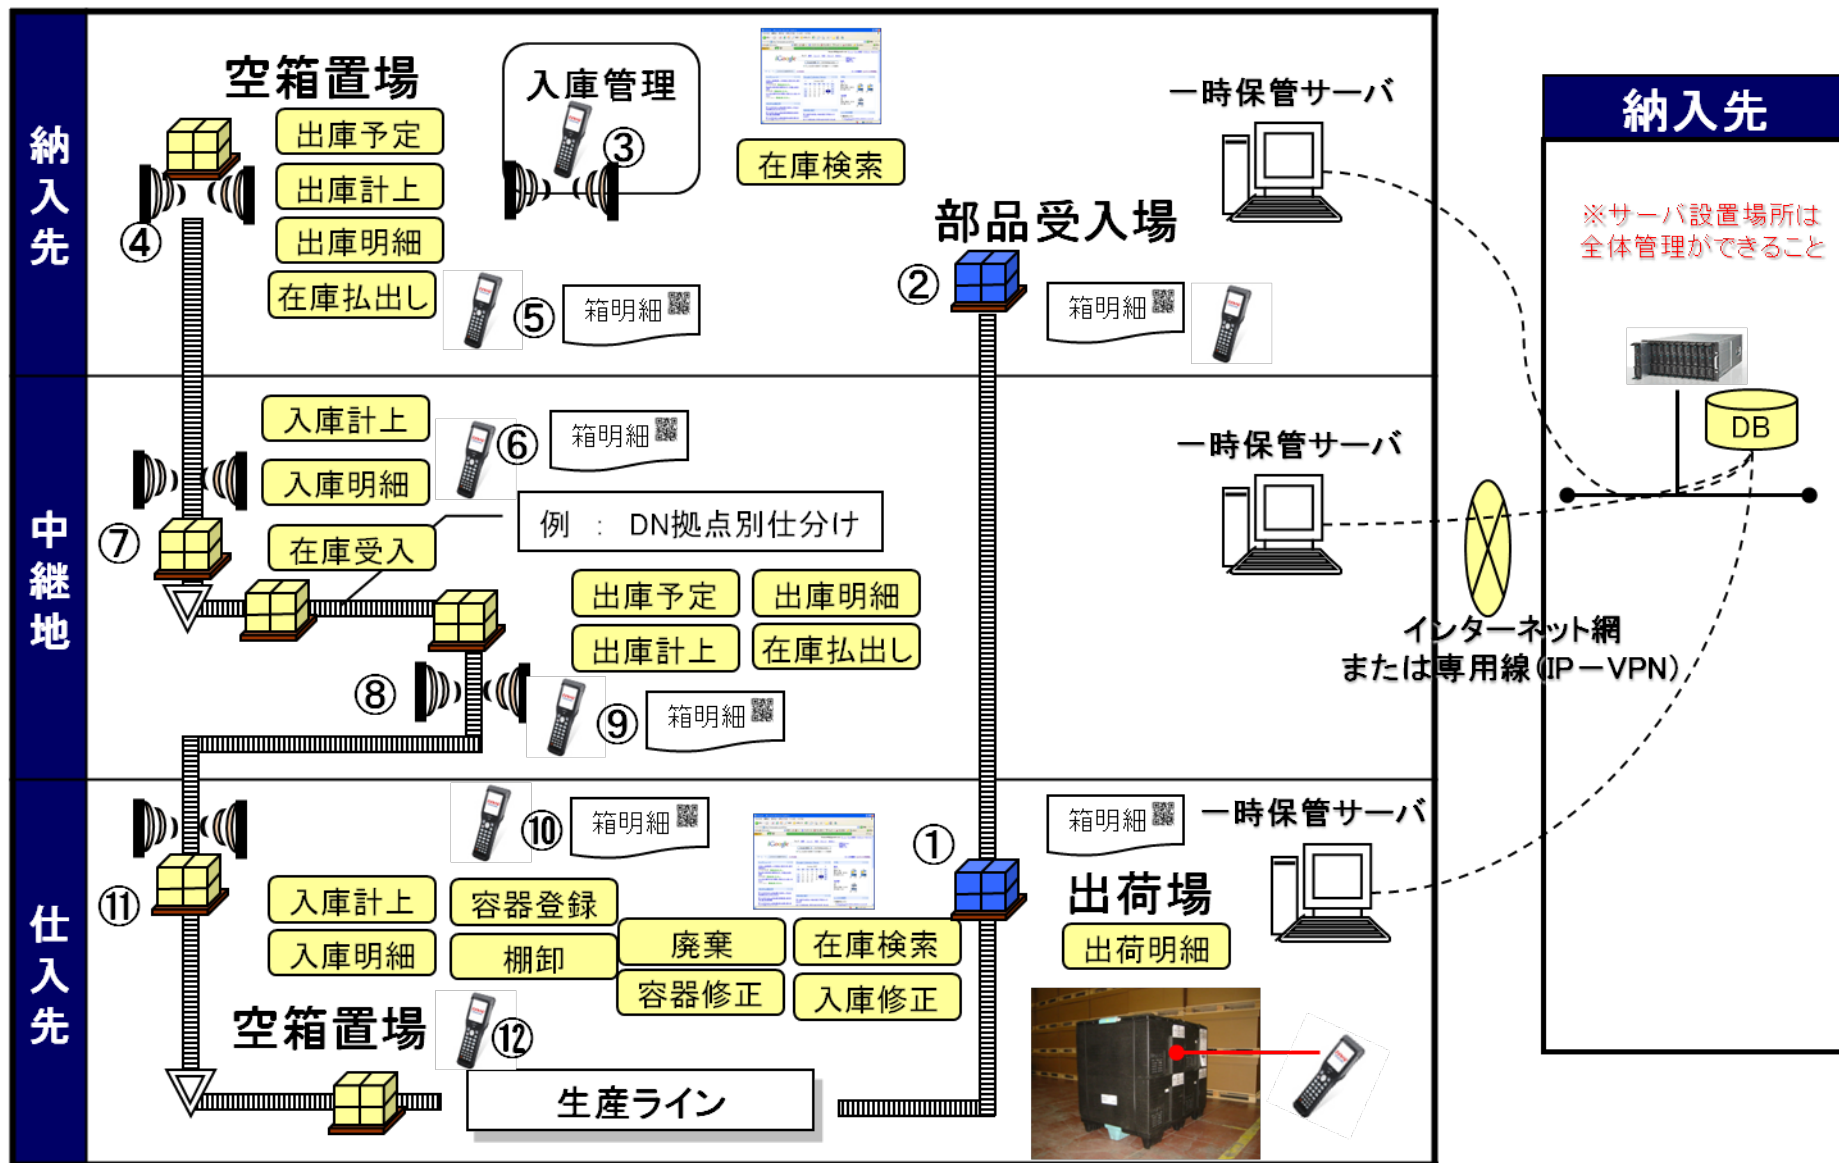 納入先
空箱置場
出庫予定
出庫計上
出庫明細
在庫払出し
④
⑤
箱明細
入庫管理
③
在庫検索
部品受入場
②
箱明細
一時保管サーバ
中継地
入庫計上
入庫明細
在庫受入
⑥
箱明細
⑦
例 : DN拠点別仕分け
出庫予定
出庫明細
出庫計上
在庫払出し
⑧
⑨
箱明細
一時保管サーバ
仕入先
⑩
箱明細
⑪
入庫計上
入庫明細
容器登録
棚卸
廃棄
容器修正
在庫検索
入庫修正
空箱置場
⑫
生産ライン
①
箱明細
出荷場
出荷明細
一時保管サーバ
インターネット網
または専用線(IP－VPN)
納入先
※サーバ設置場所は
全体管理ができること
DB